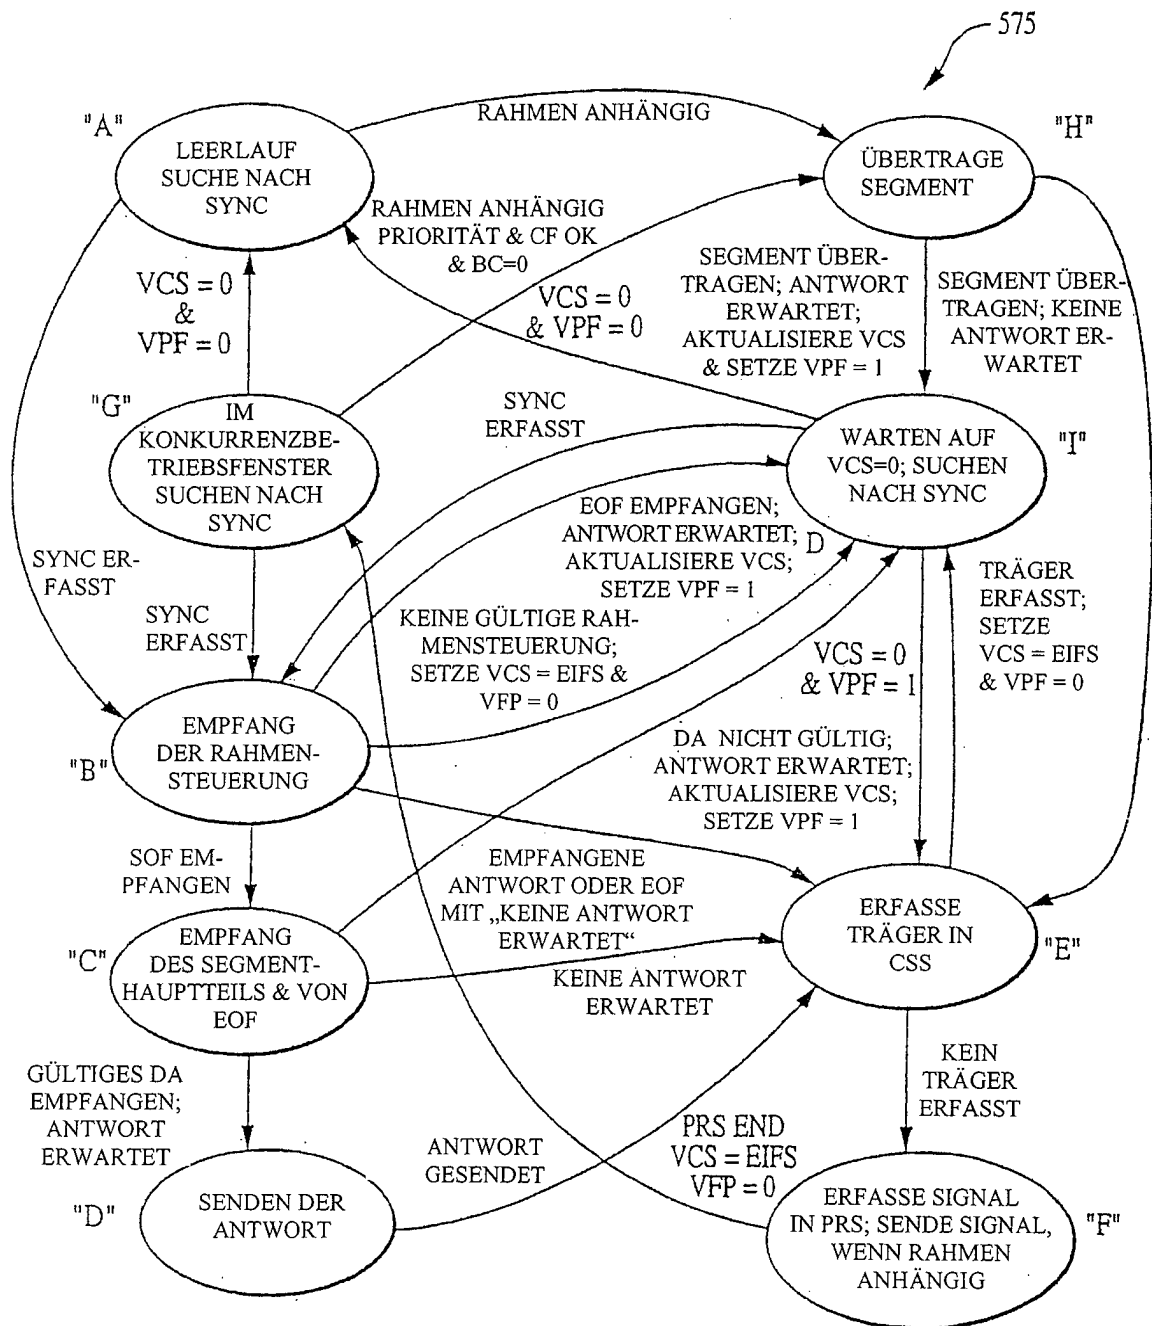 575
"A"
LEERLAUF
SUCHE NACH
SYNC
RAHMEN ANHÄNGIG
"H"
ÜBERTRAGE
SEGMENT
RAHMEN ANHÄNGIG
PRIORITÄT & CF OK
& BC=0
VCS = 0
&
VPF = 0
VCS = 0
& VPF = 0
SEGMENT ÜBER-
TRAGEN; ANTWORT
ERWARTET;
AKTUALISIERE VCS
& SETZE VPF = 1
SEGMENT ÜBER-
TRAGEN; KEINE
ANTWORT ER-
WARTET
"G"
IM
KONKURRENZBE-
TRIEBSFENSTER
SUCHEN NACH
SYNC
SYNC
ERFASST
"I"
WARTEN AUF
VCS=0; SUCHEN
NACH SYNC
SYNC ER-
FASST
SYNC
ERFASST
EOF EMPFANGEN;
ANTWORT ERWARTET;
AKTUALISIERE VCS;
SETZE VPF = 1
D
KEINE GÜLTIGE RAH-
MENSTEUERUNG;
SETZE VCS = EIFS &
VFP = 0
VCS = 0
& VPF = 1
TRÄGER
ERFASST;
SETZE
VCS = EIFS
& VPF = 0
"B"
EMPFANG
DER RAHMEN-
STEUERUNG
DA NICHT GÜLTIG;
ANTWORT ERWARTET;
AKTUALISIERE VCS;
SETZE VPF = 1
SOF EM-
PFANGEN
EMPFANGENE
ANTWORT ODER EOF
MIT „KEINE ANTWORT
ERWARTET“
"C"
EMPFANG
DES SEGMENT-
HAUPTTEILS & VON
EOF
KEINE ANTWORT
ERWARTET
ERFASSE
TRÄGER IN
CSS
"E"
GÜLTIGES DA
EMPFANGEN;
ANTWORT
ERWARTET
KEIN
TRÄGER
ERFASST
ANTWORT
GESENDET
PRS END
VCS = EIFS
VFP = 0
"D"
SENDEN DER
ANTWORT
ERFASSE SIGNAL
IN PRS; SENDE SIGNAL,
WENN RAHMEN
ANHÄNGIG
"F"